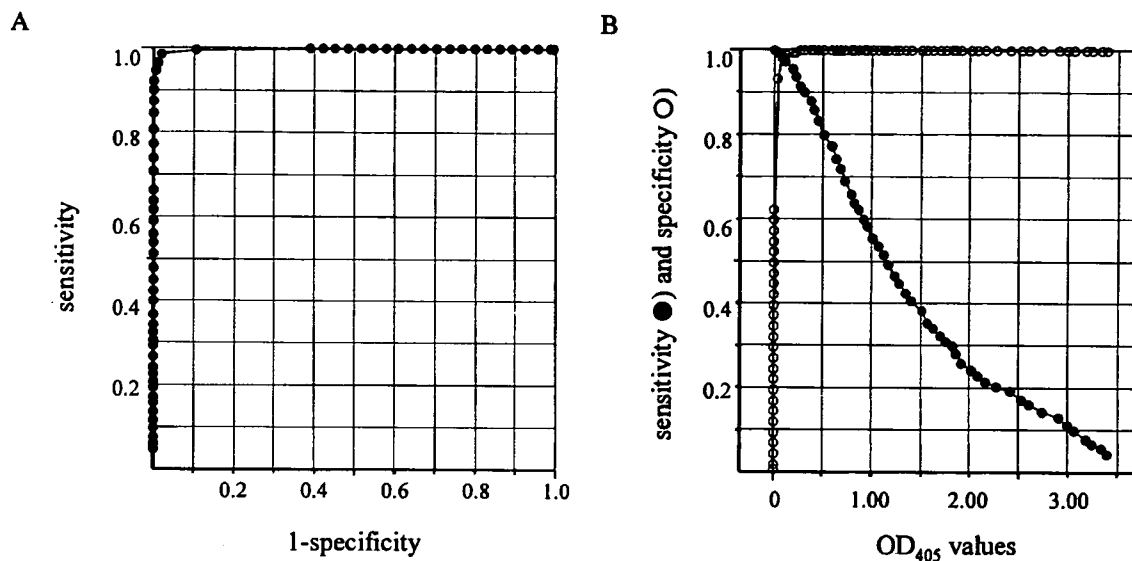 A
1.0
0.8
0.6
0.4
0.2
sensitivity
0.2 0.4 0.6 0.8 1.0
1-specificity
B
1.0
0.8
0.6
0.4
0.2
sensitivity ●) and specificity O)
0 1.00 2.00 3.00
OD405 values